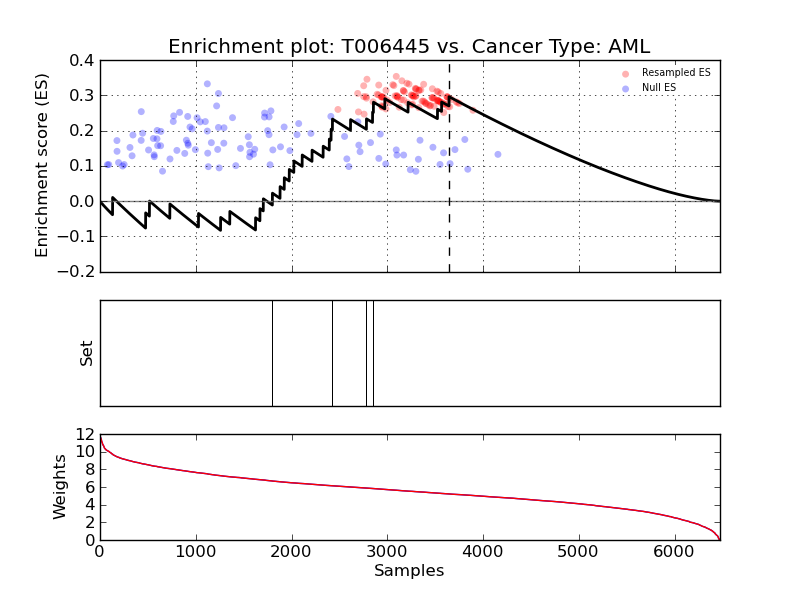 Enrichment plot: T006445 vs. Cancer Type: AML
Enrichment score (ES)
0.4
0.3
0.2
0.1
0.0
−0.1
−0.2
Resampled ES
Null ES
Set
Weights
12
10
8
6
4
2
0
0 1000 2000 3000 4000 5000 6000
Samples